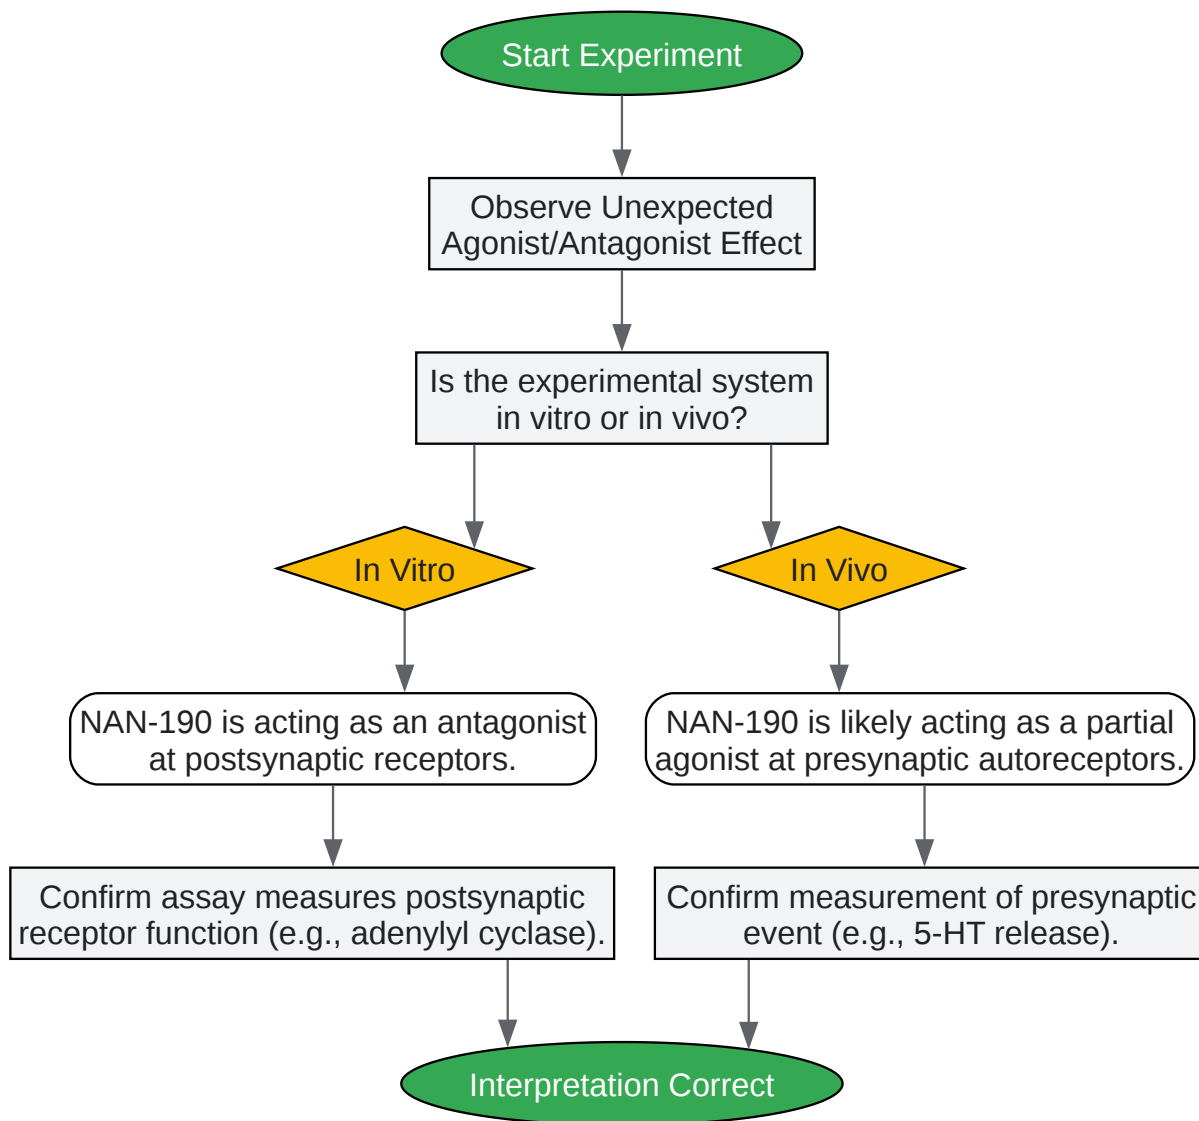 Start Experiment
Observe Unexpected
Agonist/Antagonist Effect
Is the experimental system
in vitro or in vivo?
In Vitro
In Vivo
NAN-190 is acting as an antagonist
at postsynaptic receptors.
NAN-190 is likely acting as a partial
agonist at presynaptic autoreceptors.
Confirm assay measures postsynaptic
receptor function (e.g., adenylyl cyclase).
Confirm measurement of presynaptic
event (e.g., 5-HT release).
Interpretation Correct